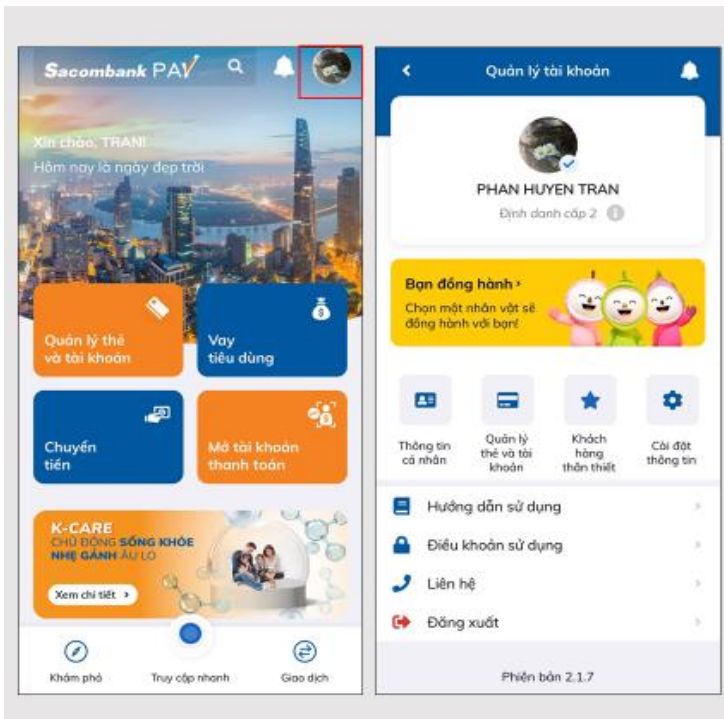 Sacombank PAY
Xin chào, TRAN!
Hôm nay là ngày đẹp trời
Quản lý thẻ
và tài khoản
Vay
tiêu dùng
Chuyển
tiền
Mở tài khoản
thanh toán
K-CARE
CHỦ ĐỘNG SỐNG KHỎE
NHẸ GÁNH ÂU LO
Xem chi tiết
Khám phá
Truy cập nhanh
Giao dịch
Quản lý tài khoản
PHAN HUYEN TRAN
Định danh cấp 2
Bạn đồng hành
Chọn một nhân vật sẽ
đồng hành với bạn!
Thông tin
cá nhân
Quản lý
thẻ và tài
khoản
Khách
hàng
thân thiết
Cài đặt
thông tin
Hướng dẫn sử dụng
Điều khoản sử dụng
Liên hệ
Đăng xuất
Phiên bản 2.1.7